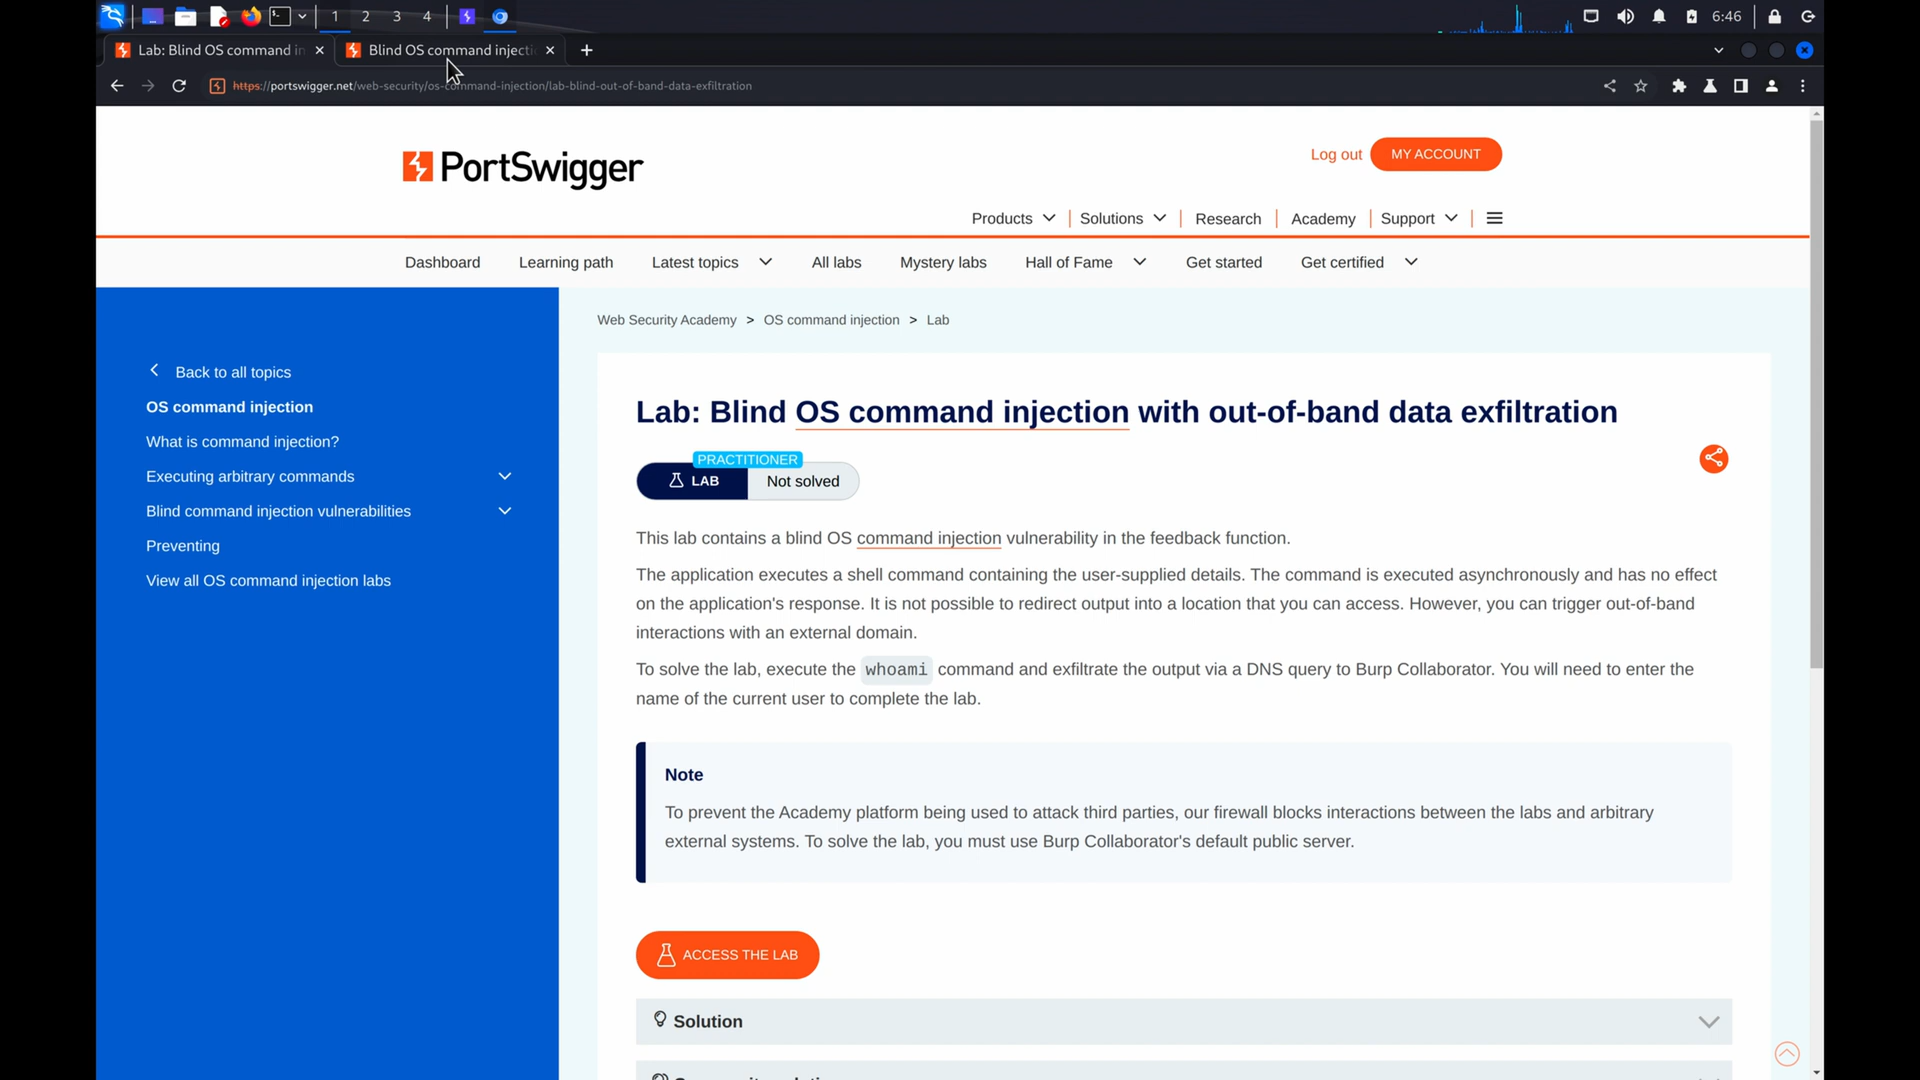 1 2 3 4
6:46
Lab: Blind OS command in
Blind OS command injecti
https://portswigger.net/web-security/os-command-injection/lab-blind-out-of-band-data-exfiltration
PortSwigger
Log out
MY ACCOUNT
Products
Solutions
Research
Academy
Support
Dashboard
Learning path
Latest topics
All labs
Mystery labs
Hall of Fame
Get started
Get certified
Back to all topics
OS command injection
What is command injection?
Executing arbitrary commands
Blind command injection vulnerabilities
Preventing
View all OS command injection labs
Web Security Academy > OS command injection > Lab
Lab: Blind OS command injection with out-of-band data exfiltration
PRACTITIONER
LAB
Not solved
This lab contains a blind OS command injection vulnerability in the feedback function.
The application executes a shell command containing the user-supplied details. The command is executed asynchronously and has no effect
on the application's response. It is not possible to redirect output into a location that you can access. However, you can trigger out-of-band
interactions with an external domain.
To solve the lab, execute the whoami command and exfiltrate the output via a DNS query to Burp Collaborator. You will need to enter the
name of the current user to complete the lab.
Note
To prevent the Academy platform being used to attack third parties, our firewall blocks interactions between the labs and arbitrary
external systems. To solve the lab, you must use Burp Collaborator's default public server.
ACCESS THE LAB
Solution